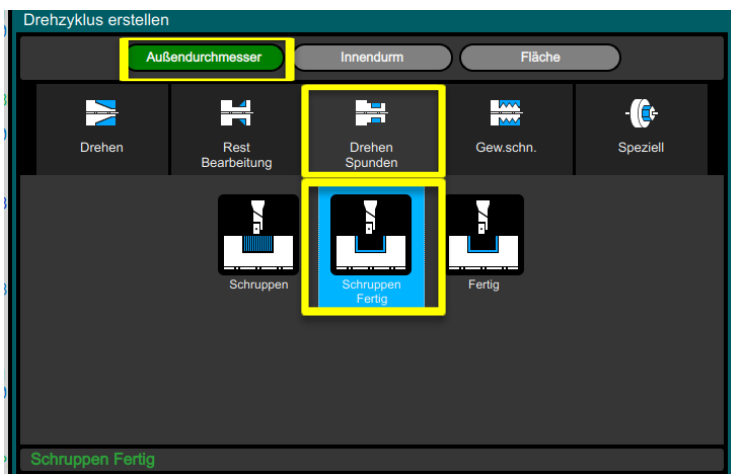 Drehzyklus erstellen
Außendurchmesser Innendurm Fläche
Drehen Rest Bearbeitung Drehen Spunden Gew.schn. Speziell
Schruppen Schruppen Fertig Fertig
Schruppen Fertig